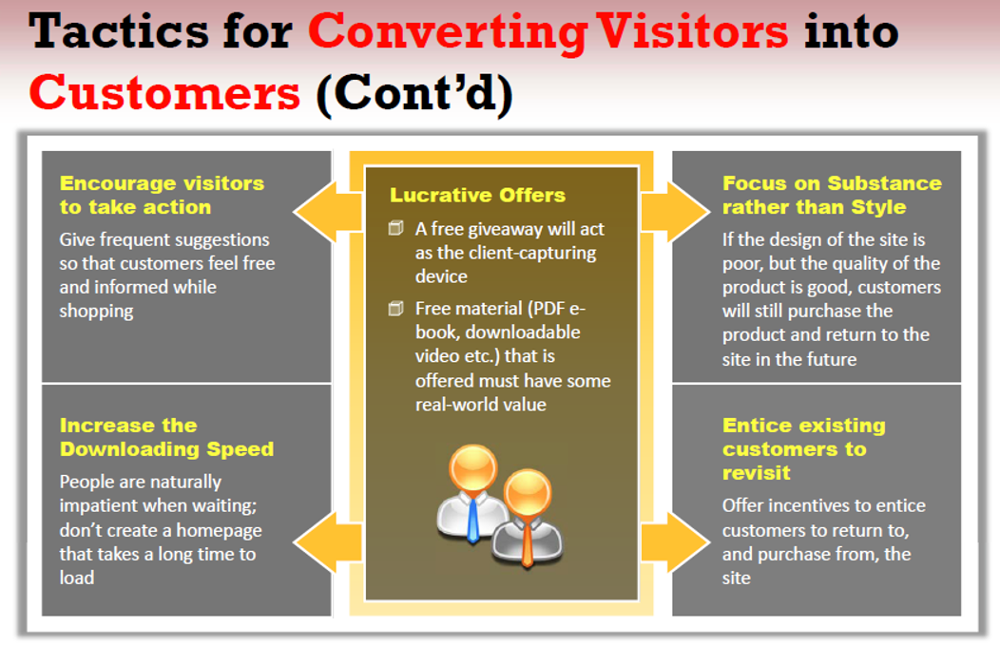 Tactics for Converting Visitors into
Customers (Cont’d)
Encourage visitors
to take action
Give frequent suggestions
so that customers feel free
and informed while
shopping
Increase the
Downloading Speed
People are naturally
impatient when waiting;
don’t create a homepage
that takes a long time to
load
Lucrative Offers
A free giveaway will act
as the client-capturing
device
Free material (PDF e-
book, downloadable
video etc.) that is
offered must have some
real-world value
Focus on Substance
rather than Style
If the design of the site is
poor, but the quality of the
product is good, customers
will still purchase the
product and return to the
site in the future
Entice existing
customers to
revisit
Offer incentives to entice
customers to return to,
and purchase from, the
site